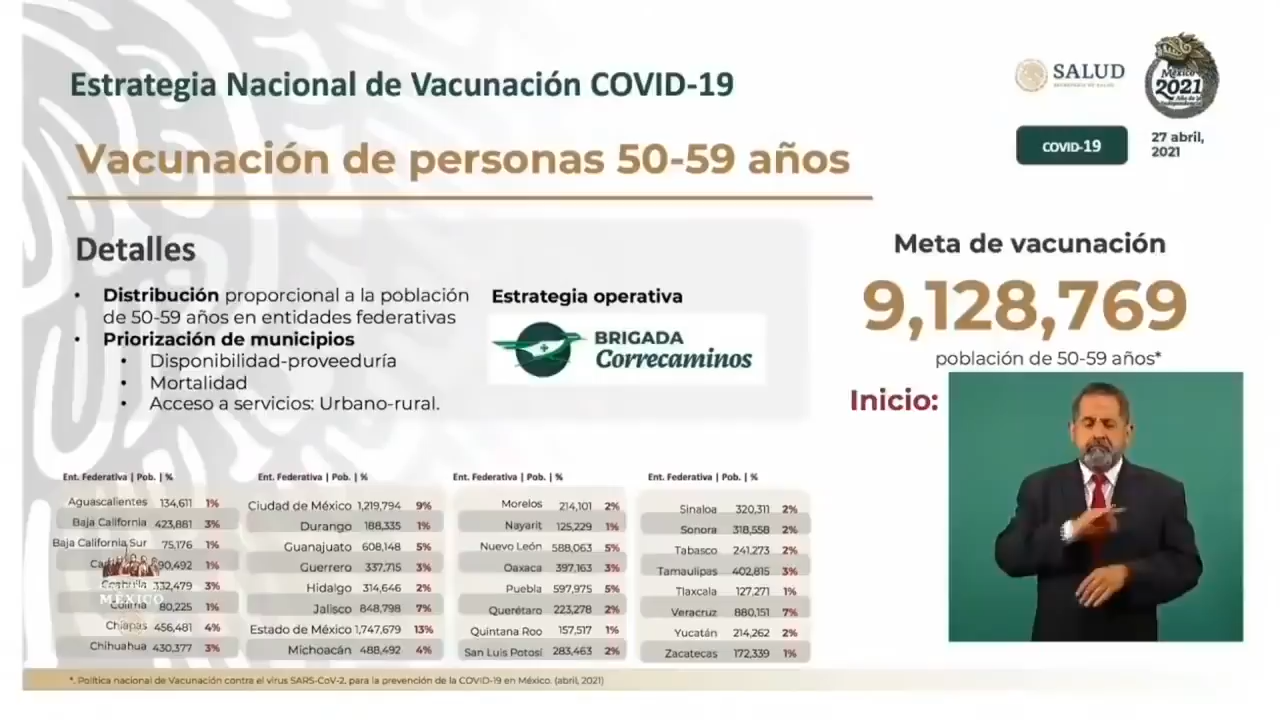 Estrategia Nacional de Vacunación COVID-19
SALUD
SECRETARÍA DE SALUD
México
2021
Año de la
Vacunación de personas 50-59 años
COVID-19
27 abril,
2021
Detalles
• Distribución proporcional a la población
de 50-59 años en entidades federativas
• Priorización de municipios
• Disponibilidad-proveeduría
• Mortalidad
• Acceso a servicios: Urbano-rural.
Estrategia operativa
BRIGADA
Correcaminos
Meta de vacunación
9,128,769
población de 50-59 años*
Inicio:
Ent. Federativa | Pob. | %
Aguascalientes 134,611 1%
Baja California 423,881 3%
Baja California Sur 75,176 1%
90,492 1%
Coahuila 332,479 3%
Colima 80,225 1%
Chiapas 456,481 4%
Chihuahua 430,377 3%
MÉXICO
Ent. Federativa | Pob. | %
Ciudad de México 1,219,794 9%
Durango 188,335 1%
Guanajuato 608,148 5%
Guerrero 337,715 3%
Hidalgo 314,646 2%
Jalisco 848,798 7%
Estado de México 1,747,679 13%
Michoacán 488,492 4%
Ent. Federativa | Pob. | %
Morelos 214,101 2%
Nayarit 125,229 1%
Nuevo León 588,063 5%
Oaxaca 397,163 3%
Puebla 597,975 5%
Querétaro 223,278 2%
Quintana Roo 157,517 1%
San Luis Potosí 283,463 2%
Ent. Federativa | Pob. | %
Sinaloa 320,311 2%
Sonora 318,558 2%
Tabasco 241,273 2%
Tamaulipas 402,815 3%
Tlaxcala 127,271 1%
Veracruz 880,151 7%
Yucatán 214,262 2%
Zacatecas 172,339 1%
*. Política nacional de Vacunación contra el virus SARS-CoV-2, para la prevención de la COVID-19 en México. (abril, 2021)